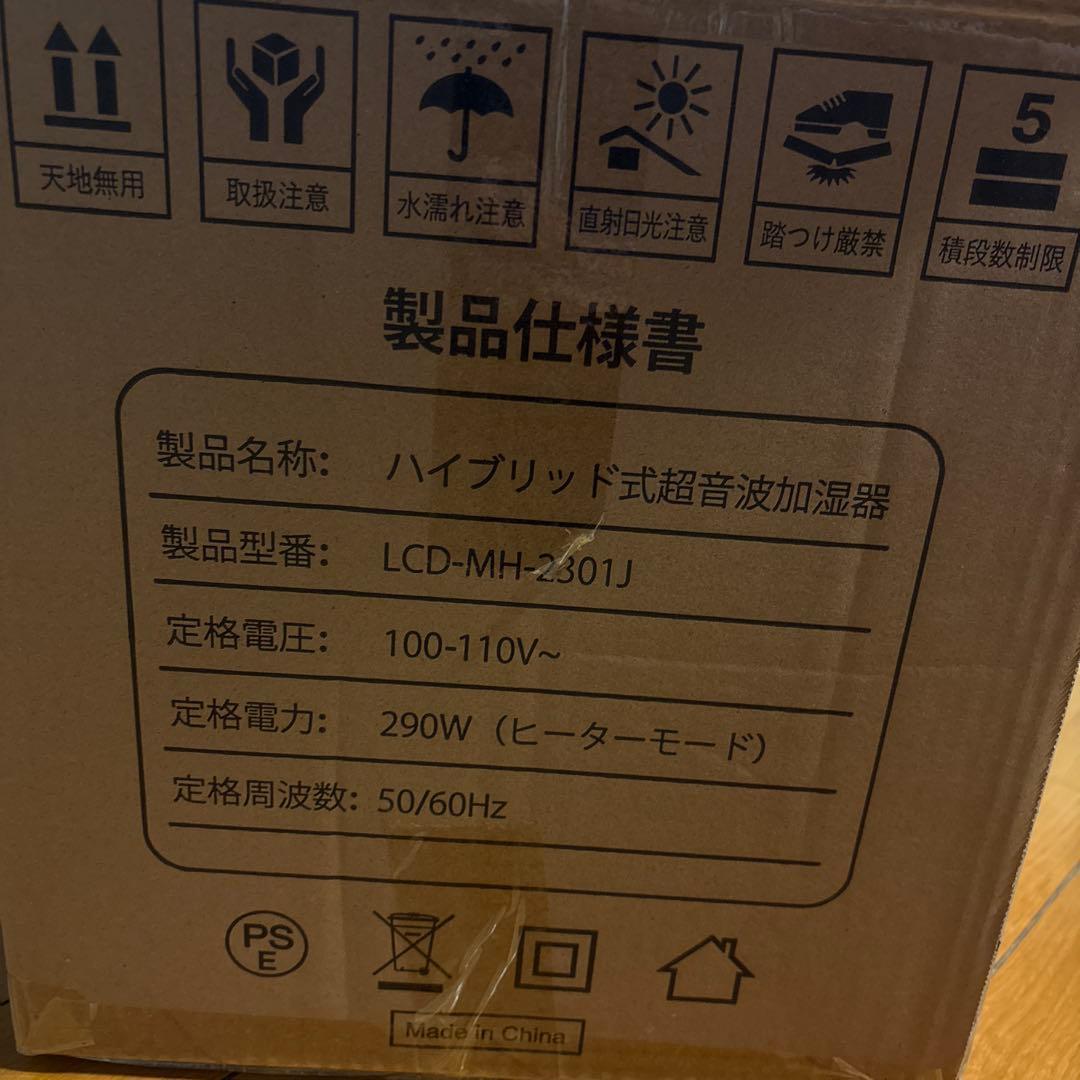 天地無用
取扱注意
水濡れ注意
直射日光注意
踏つけ厳禁
5
積段数制限
製品仕様書
製品名称: ハイブリッド式超音波加湿器
製品型番: LCD-MH-2301J
定格電圧: 100-110V~
定格電力: 290W（ヒーターモード）
定格周波数: 50/60Hz
PS
E
Made in China